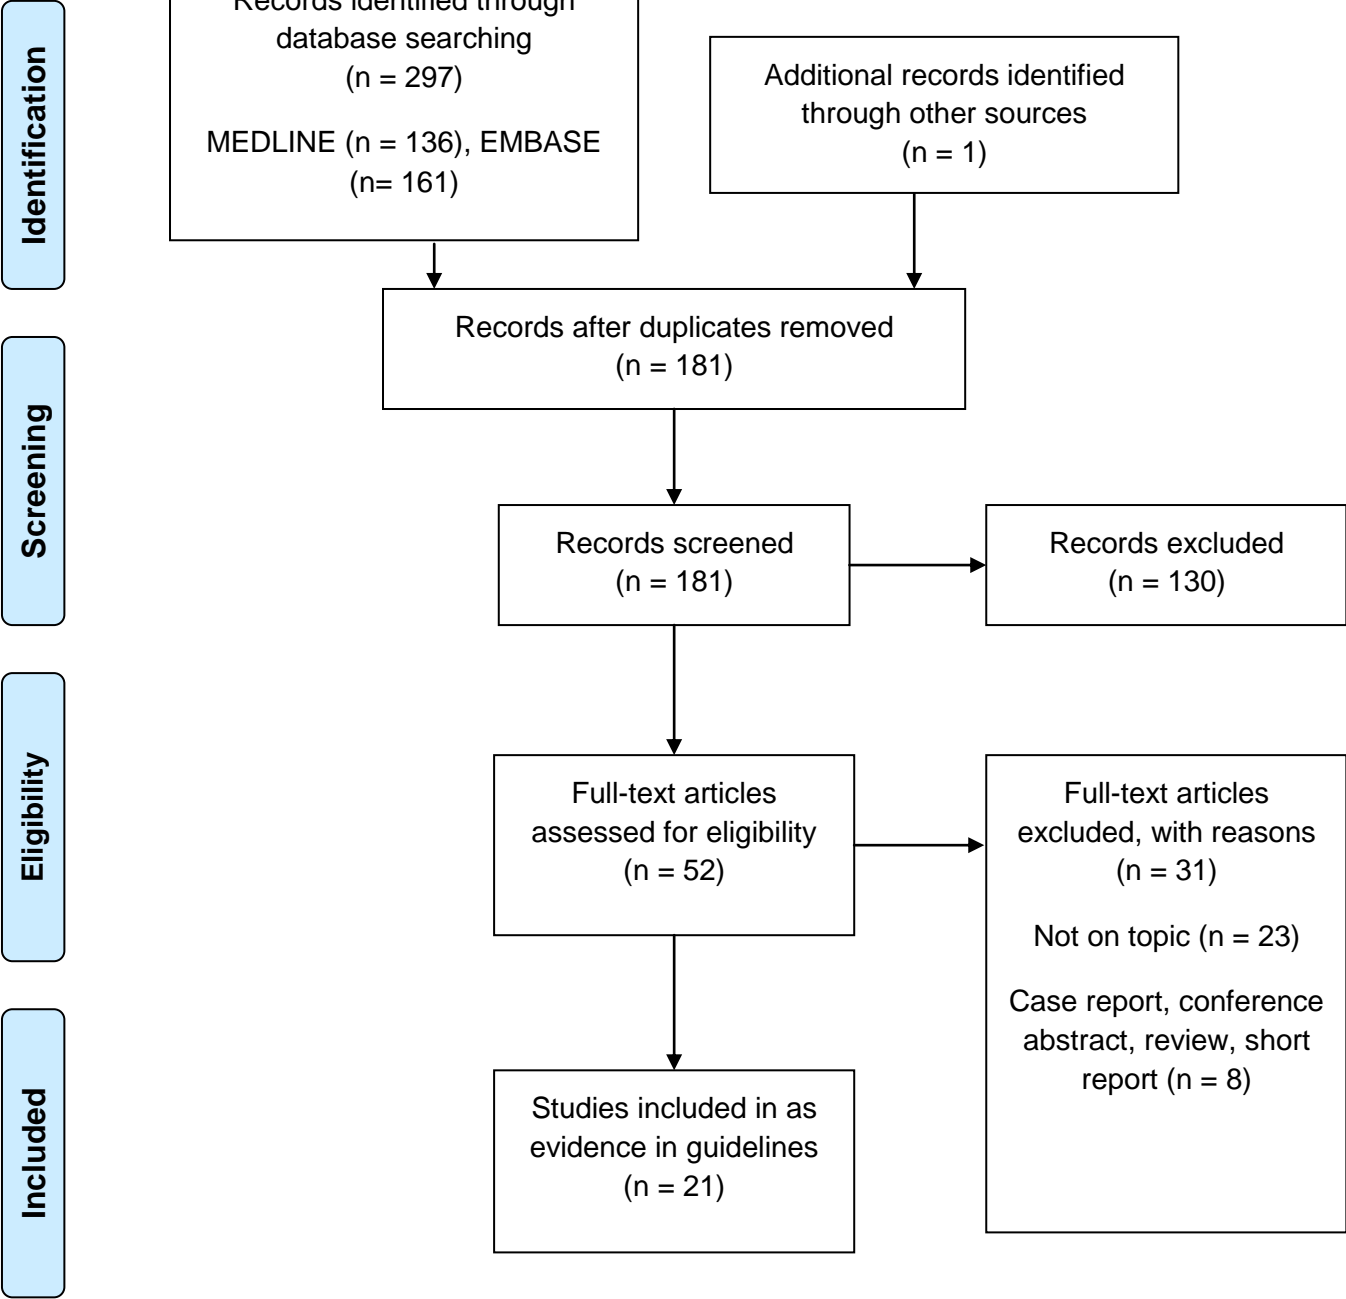 Identification
Records identified through
database searching
(n = 297)
MEDLINE (n = 136), EMBASE
(n= 161)
Additional records identified
through other sources
(n = 1)
Records after duplicates removed
(n = 181)
Screening
Records screened
(n = 181)
Records excluded
(n = 130)
Eligibility
Full-text articles
assessed for eligibility
(n = 52)
Full-text articles
excluded, with reasons
(n = 31)
Not on topic (n = 23)
Case report, conference
abstract, review, short
report (n = 8)
Included
Studies included in as
evidence in guidelines
(n = 21)